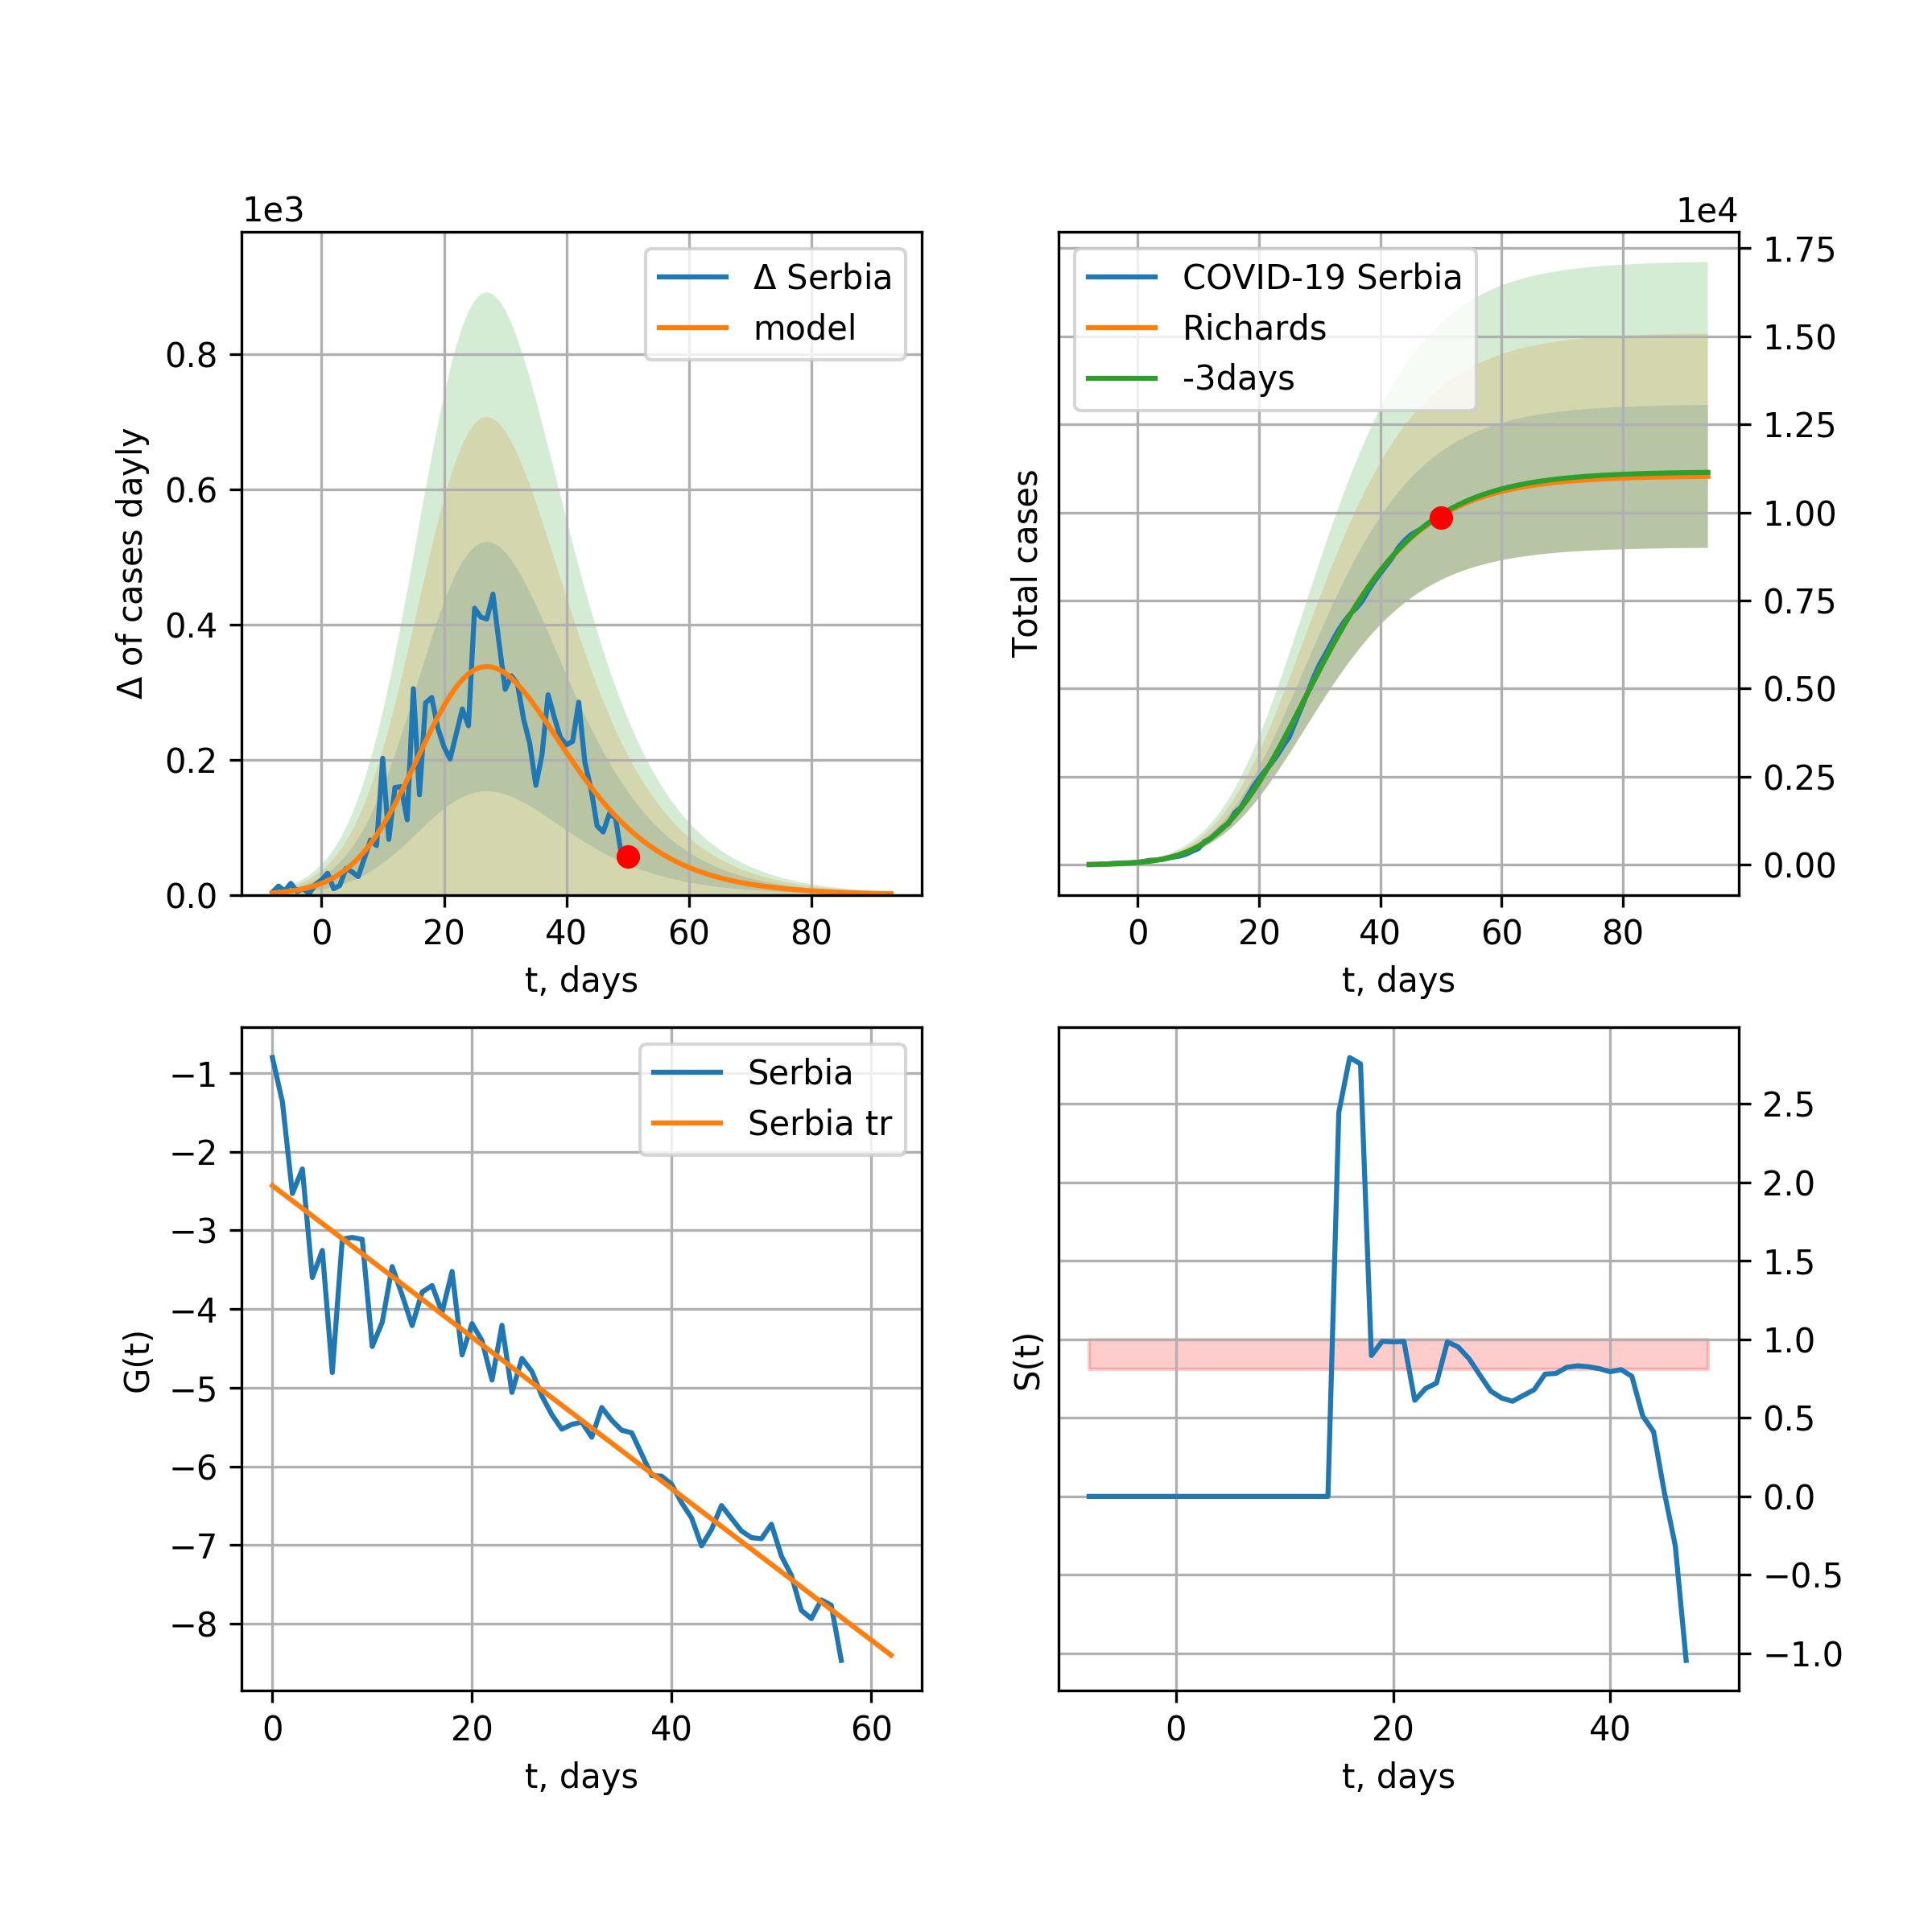 1e3
Δ of cases dayly
0.8
0.6
0.4
0.2
0.0
Δ Serbia
model
0 20 40 60 80
t, days
1e4
Total cases
COVID-19 Serbia
Richards
-3days
1.75
1.50
1.25
1.00
0.75
0.50
0.25
0.00
0 20 40 60 80
t, days
G(t)
−1
−2
−3
−4
−5
−6
−7
−8
Serbia
Serbia tr
0 20 40 60
t, days
S(t)
2.5
2.0
1.5
1.0
0.5
0.0
−0.5
−1.0
0 20 40
t, days